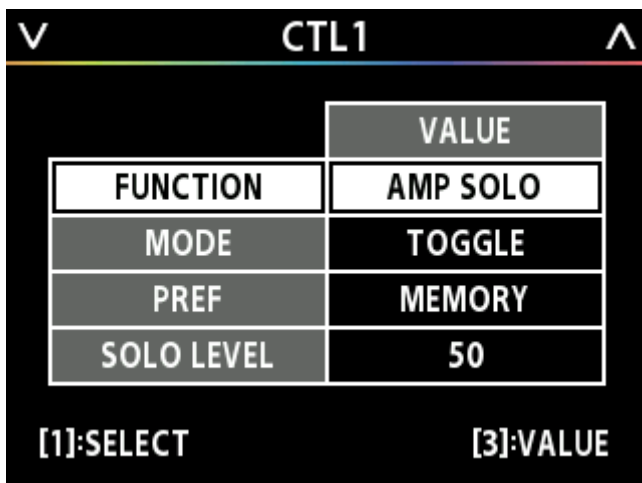 CTL1
VALUE
FUNCTION AMP SOLO
MODE TOGGLE
PREF MEMORY
SOLO LEVEL 50
[1]:SELECT [3]:VALUE